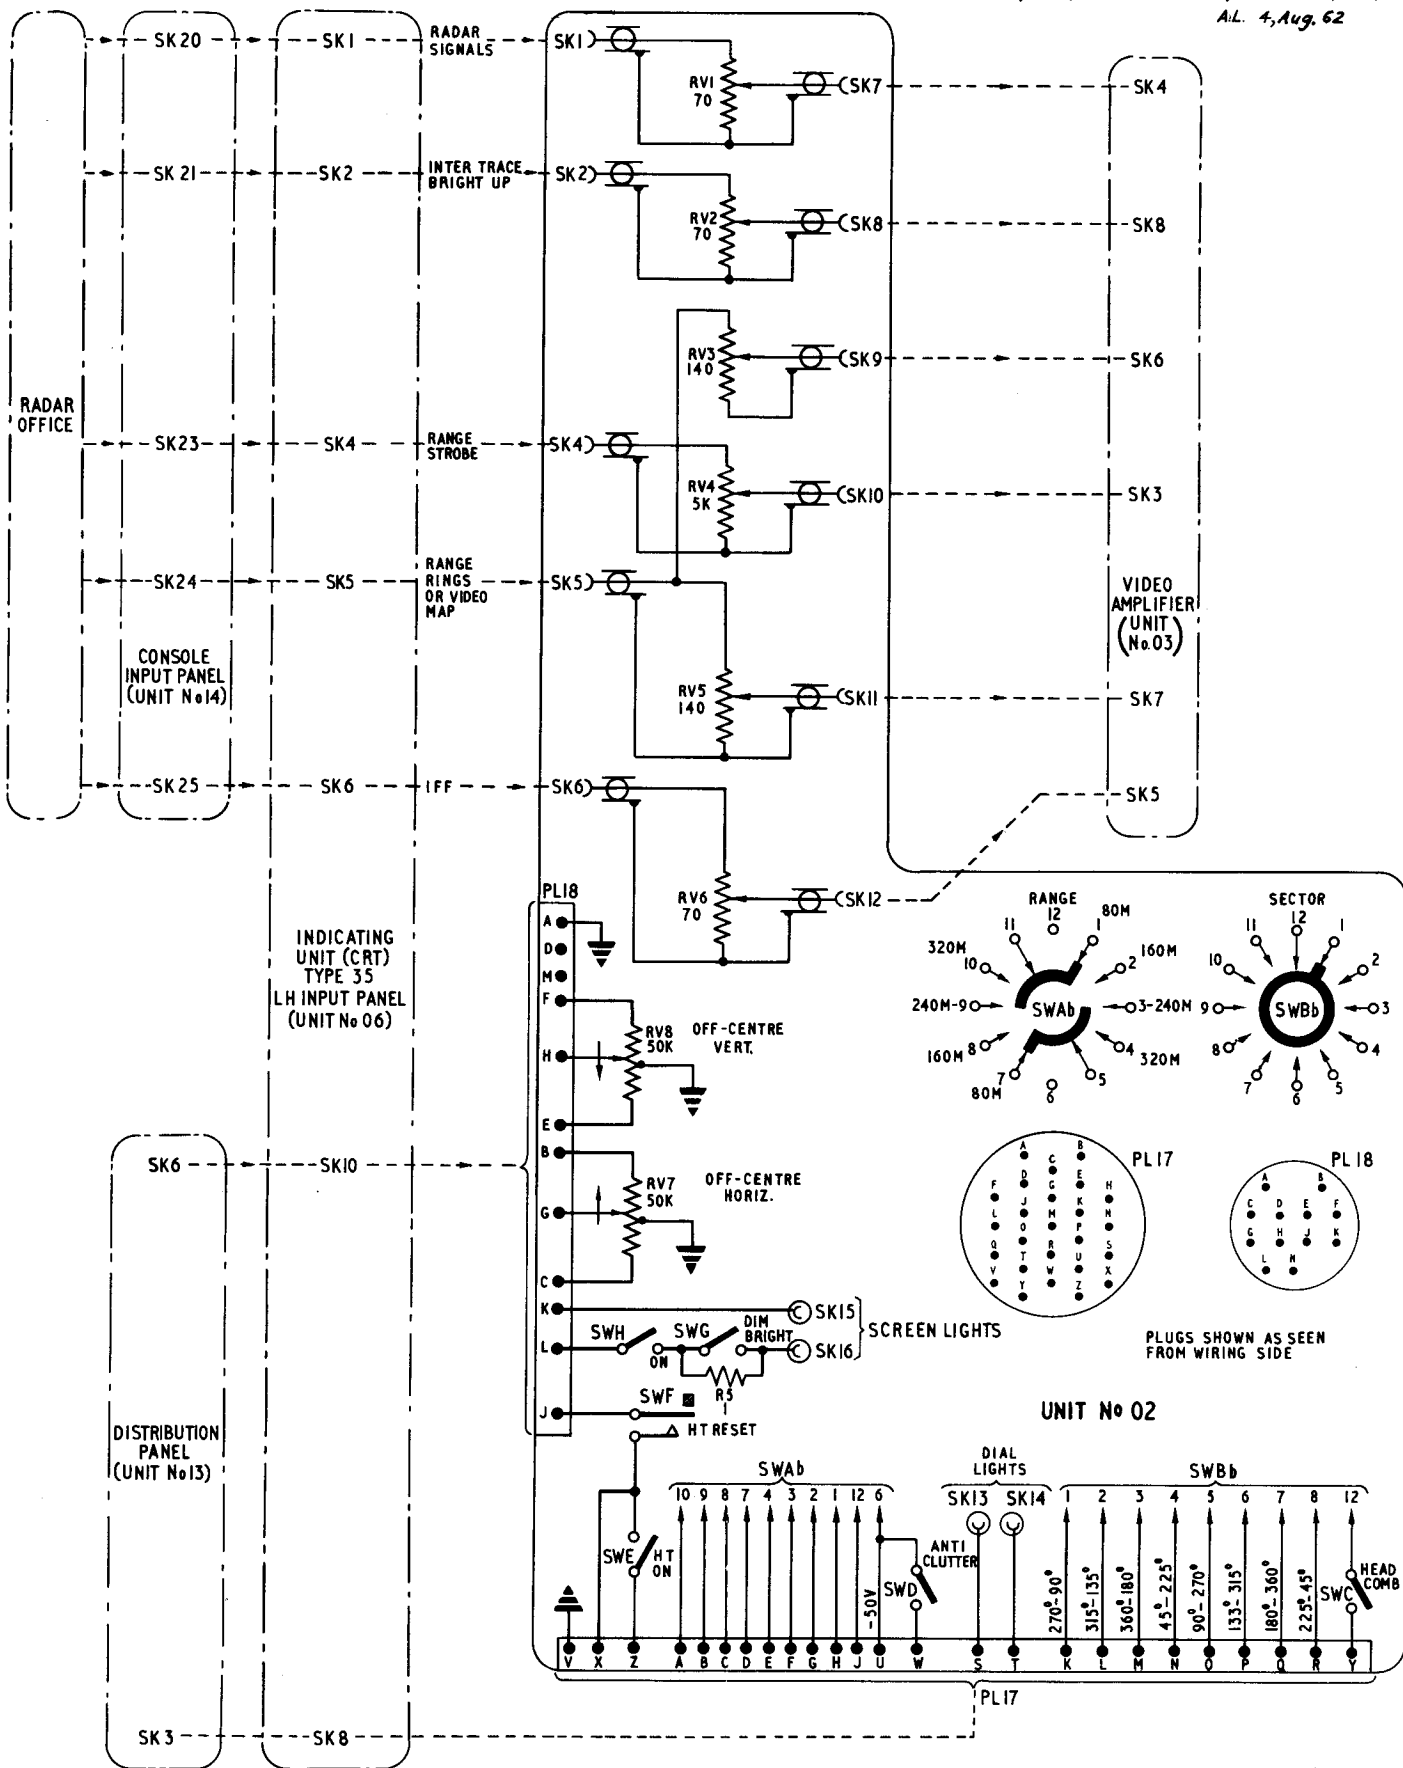 A.L. 4, Aug. 62
SK20
SK1
RADAR
SIGNALS
SK1
RV1
70
SK7
SK4
SK21
SK2
INTER TRACE
BRIGHT UP
SK2
RV2
70
SK8
SK8
RV3
140
SK9
SK6
RADAR
OFFICE
SK23
SK4
RANGE
STROBE
SK4
RV4
5K
SK10
SK3
SK24
SK5
RANGE
RINGS
OR VIDEO
MAP
SK5
VIDEO
AMPLIFIER
(UNIT
No.03)
CONSOLE
INPUT PANEL
(UNIT No14)
RV5
140
SK11
SK7
SK25
SK6
IFF
SK6
SK5
RV6
70
SK12
PL18
A
D
M
F
H
E
B
G
C
K
L
J
INDICATING
UNIT (CRT)
TYPE 35
LH INPUT PANEL
(UNIT No 06)
RV8
50K
OFF-CENTRE
VERT.
RV7
50K
OFF-CENTRE
HORIZ.
RANGE
12
11
1
80M
320M
10
2
160M
240M-9
SWAb
3-240M
160M
8
4
320M
7
80M
6
5
SECTOR
12
11
1
10
2
9
SWBb
3
8
4
7
6
5
SK6
SK10
PL17
A
B
C
D
E
F
G
H
J
K
L
M
N
O
P
Q
R
S
T
U
V
W
X
Y
Z
PL18
A
B
C
D
E
F
G
H
J
K
L
M
SK15
SWH
ON
SWG
DIM
BRIGHT
SK16
SCREEN LIGHTS
R5
1
PLUGS SHOWN AS SEEN
FROM WIRING SIDE
SWF
HT RESET
UNIT No 02
DISTRIBUTION
PANEL
(UNIT No13)
SWAb
10 9 8 7 4 3 2 1 12 6
DIAL
LIGHTS
SK13 SK14
SWBb
1 2 3 4 5 6 7 8 12
SWE
HT
ON
-50V
ANTI
CLUTTER
SWD
270°-90°
315°-135°
360°-180°
45°-225°
90°-270°
133°-315°
180°-360°
225°-45°
SWC
HEAD
COMB
V X Z A B C D E F G H J U W S T K L M N O P Q R Y
PL17
SK3
SK8